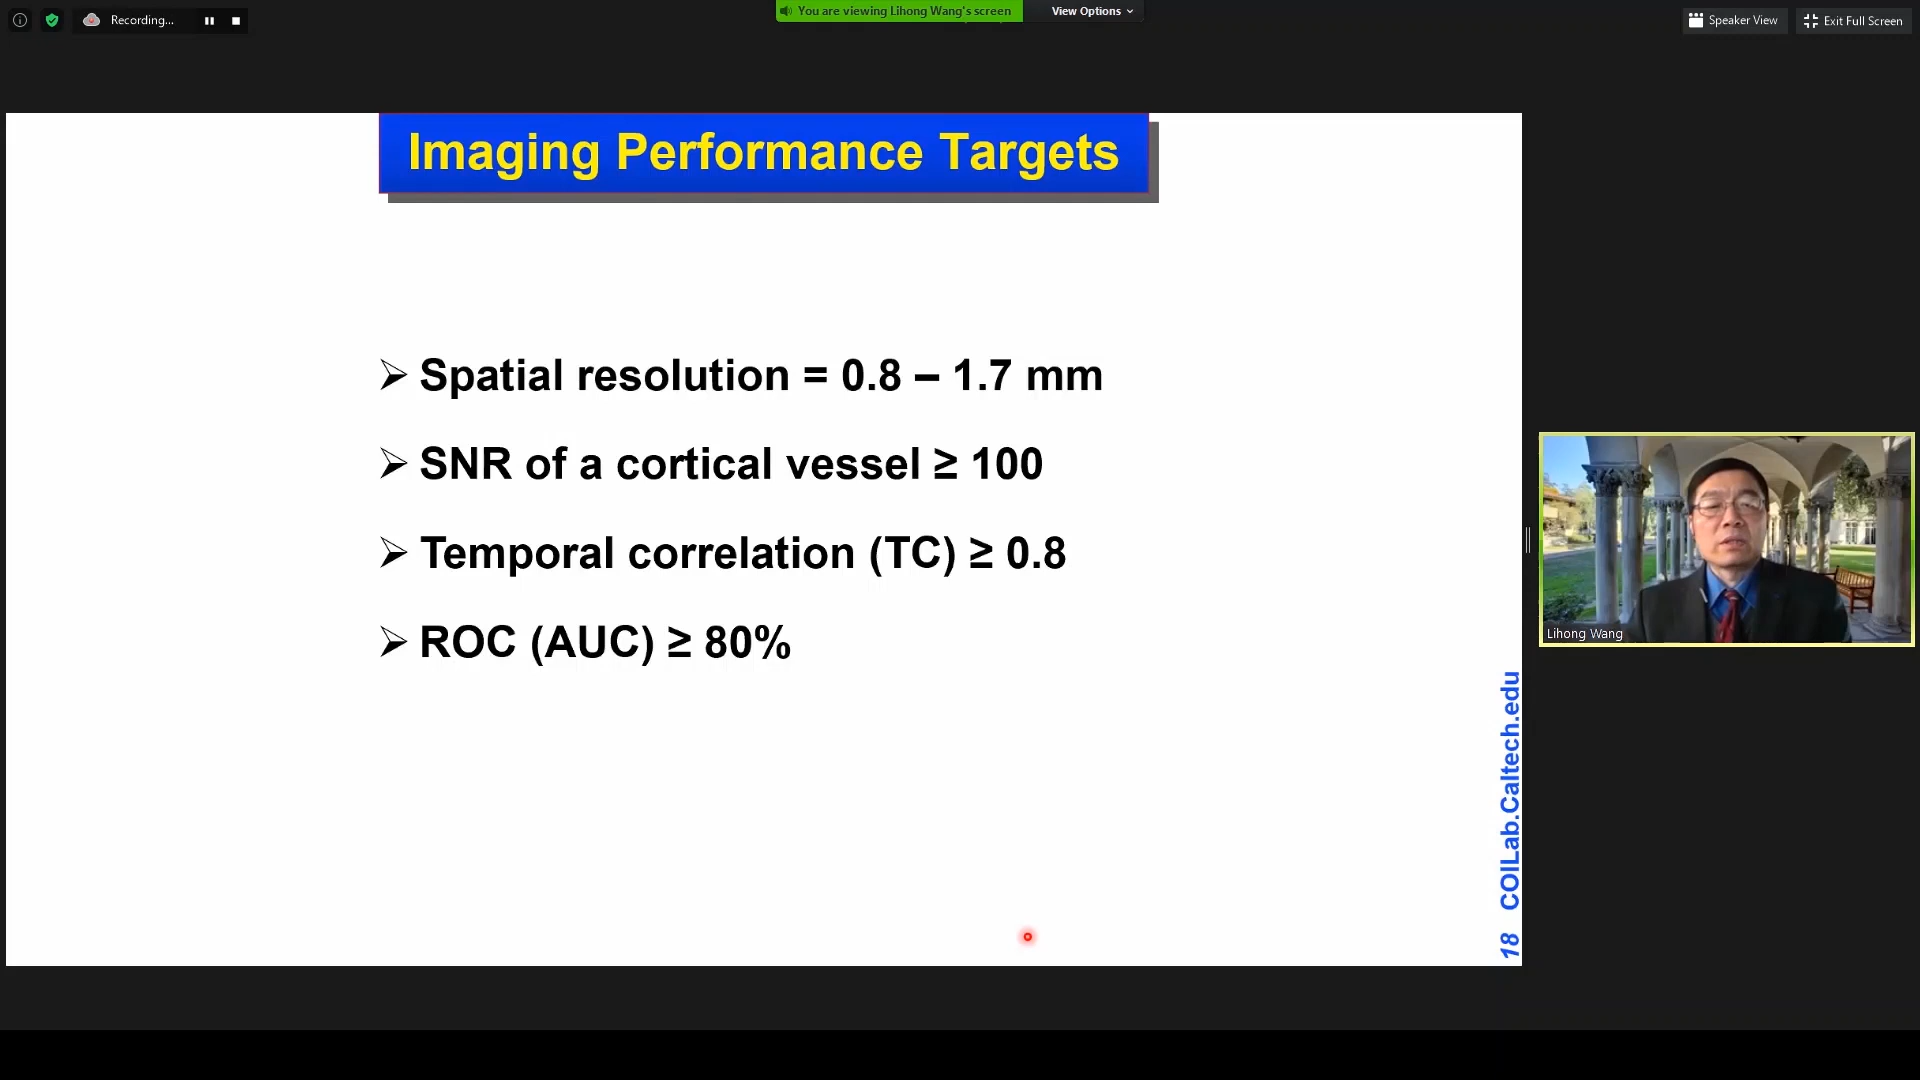 Recording...
You are viewing Lihong Wang's screen
View Options
Speaker View
Exit Full Screen
Imaging Performance Targets
➢ Spatial resolution = 0.8 – 1.7 mm
➢ SNR of a cortical vessel ≥ 100
➢ Temporal correlation (TC) ≥ 0.8
➢ ROC (AUC) ≥ 80%
Lihong Wang
18 COILab.Caltech.edu